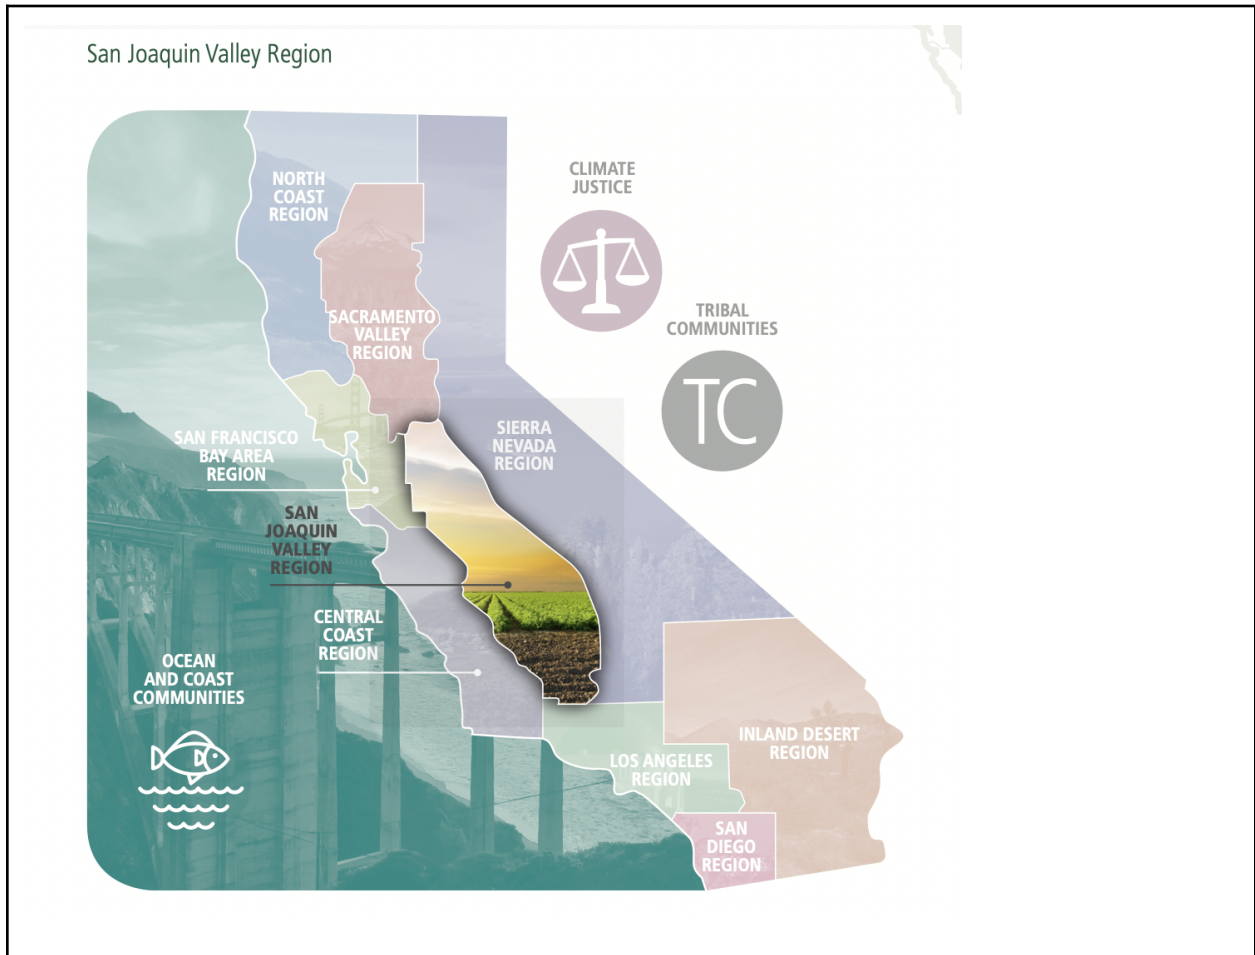 San Joaquin Valley Region
CLIMATE
JUSTICE
NORTH
COAST
REGION
TRIBAL
COMMUNITIES
SACRAMENTO
VALLEY
REGION
TC
SIERRA
NEVADA
REGION
SAN FRANCISCO
BAY AREA
REGION
SAN
JOAQUIN
VALLEY
REGION
CENTRAL
COAST
REGION
OCEAN
AND COAST
COMMUNITIES
INLAND DESERT
REGION
LOS ANGELES
REGION
SAN
DIEGO
REGION